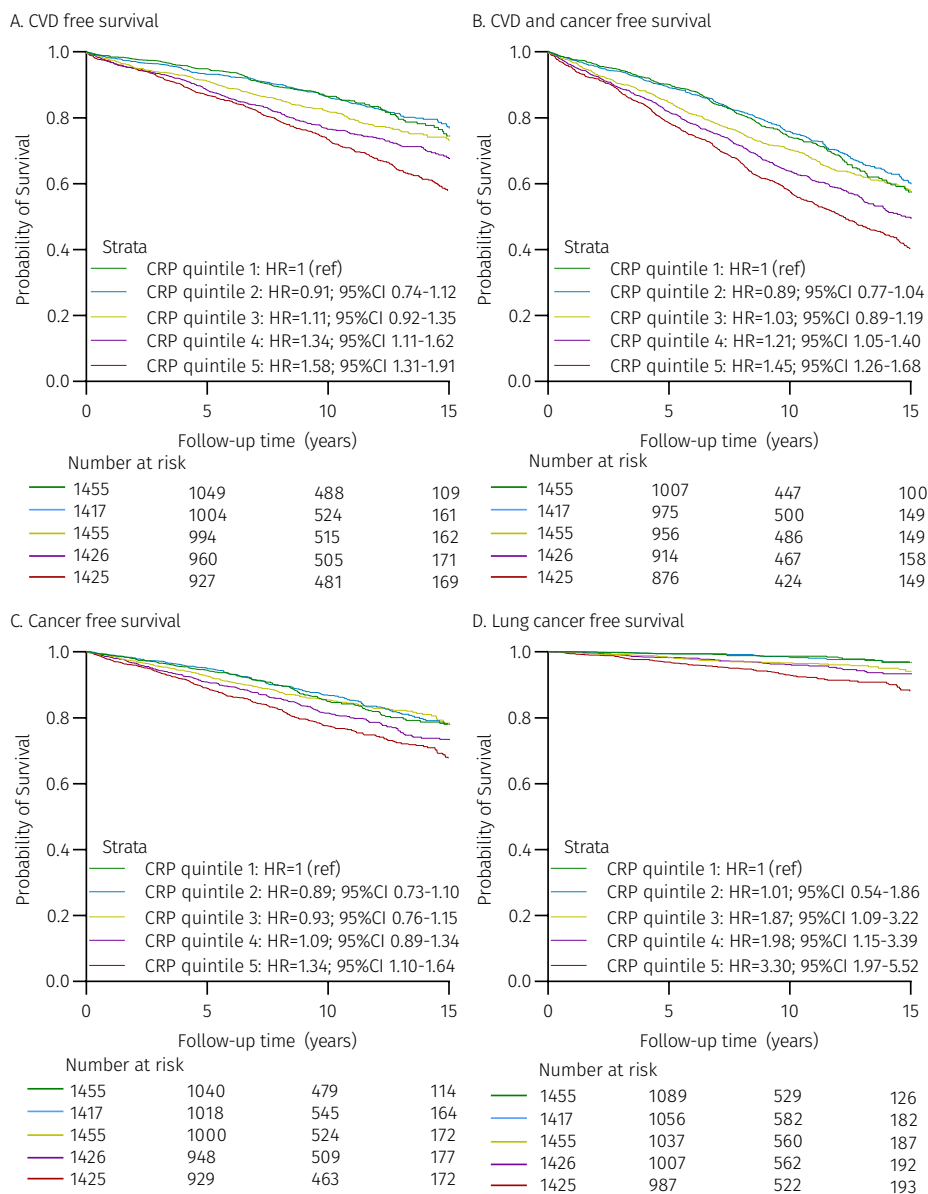 A. CVD free survival
Probability of Survival
1.0
0.8
0.6
0.4
0.2
0.0
Strata
CRP quintile 1: HR=1 (ref)
CRP quintile 2: HR=0.91; 95%CI 0.74-1.12
CRP quintile 3: HR=1.11; 95%CI 0.92-1.35
CRP quintile 4: HR=1.34; 95%CI 1.11-1.62
CRP quintile 5: HR=1.58; 95%CI 1.31-1.91
0 5 10 15
Follow-up time (years)
Number at risk
1455 1049 488 109
1417 1004 524 161
1455 994 515 162
1426 960 505 171
1425 927 481 169
B. CVD and cancer free survival
Probability of Survival
1.0
0.8
0.6
0.4
0.2
0.0
Strata
CRP quintile 1: HR=1 (ref)
CRP quintile 2: HR=0.89; 95%CI 0.77-1.04
CRP quintile 3: HR=1.03; 95%CI 0.89-1.19
CRP quintile 4: HR=1.21; 95%CI 1.05-1.40
CRP quintile 5: HR=1.45; 95%CI 1.26-1.68
0 5 10 15
Follow-up time (years)
Number at risk
1455 1007 447 100
1417 975 500 149
1455 956 486 149
1426 914 467 158
1425 876 424 149
C. Cancer free survival
Probability of Survival
1.0
0.8
0.6
0.4
0.2
0.0
Strata
CRP quintile 1: HR=1 (ref)
CRP quintile 2: HR=0.89; 95%CI 0.73-1.10
CRP quintile 3: HR=0.93; 95%CI 0.76-1.15
CRP quintile 4: HR=1.09; 95%CI 0.89-1.34
CRP quintile 5: HR=1.34; 95%CI 1.10-1.64
0 5 10 15
Follow-up time (years)
Number at risk
1455 1040 479 114
1417 1018 545 164
1455 1000 524 172
1426 948 509 177
1425 929 463 172
D. Lung cancer free survival
Probability of Survival
1.0
0.8
0.6
0.4
0.2
0.0
Strata
CRP quintile 1: HR=1 (ref)
CRP quintile 2: HR=1.01; 95%CI 0.54-1.86
CRP quintile 3: HR=1.87; 95%CI 1.09-3.22
CRP quintile 4: HR=1.98; 95%CI 1.15-3.39
CRP quintile 5: HR=3.30; 95%CI 1.97-5.52
0 5 10 15
Follow-up time (years)
Number at risk
1455 1089 529 126
1417 1056 582 182
1455 1037 560 187
1426 1007 562 192
1425 987 522 193